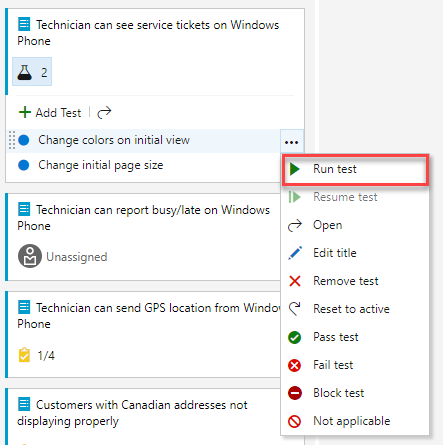 Technician can see service tickets on Windows
Phone
2
Add Test
Change colors on initial view
Change initial page size
Run test
Resume test
Open
Edit title
Remove test
Reset to active
Pass test
Fail test
Block test
Not applicable
Technician can report busy/late on Windows
Phone
Unassigned
Technician can send GPS location from Window
Phone
1/4
Customers with Canadian addresses not
displaying properly